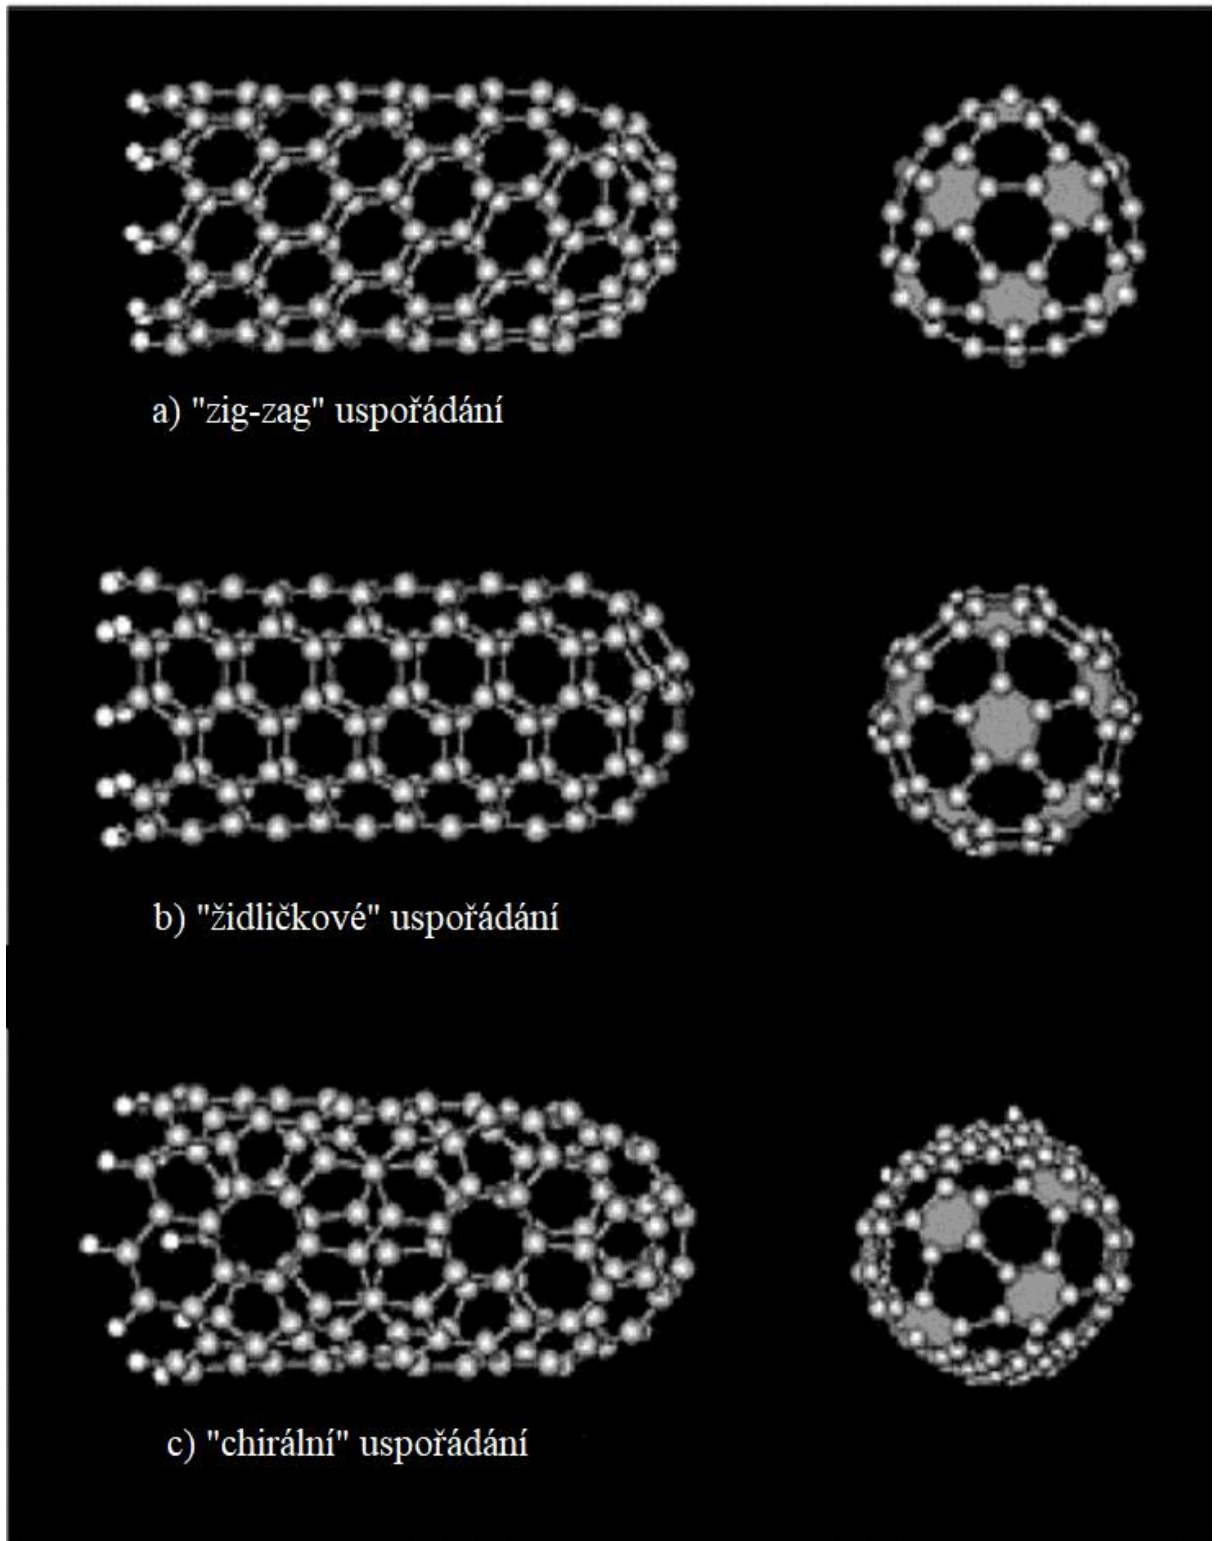 a) "zig-zag" uspořádání
b) "židličkové" uspořádání
c) "chirální" uspořádání